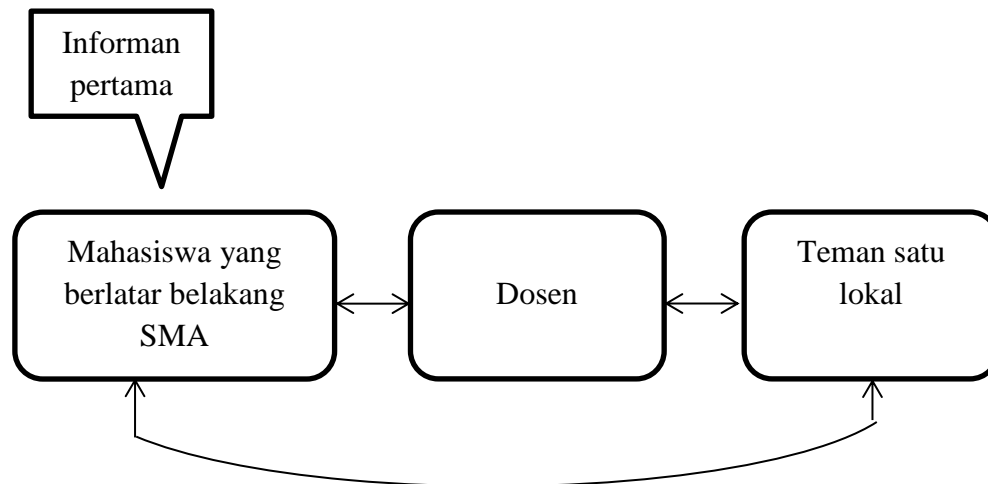 Informan
pertama
Mahasiswa yang
berlatar belakang
SMA
Dosen
Teman satu
lokal